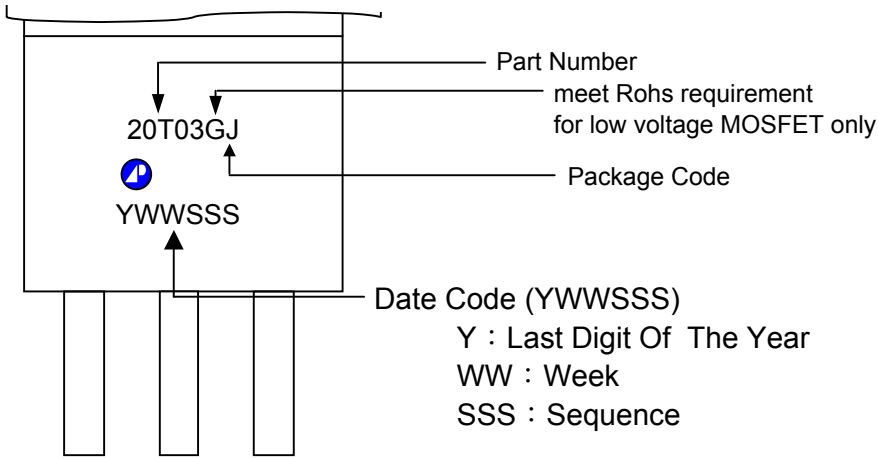 Part Number
meet Rohs requirement
for low voltage MOSFET only
20T03GJ
Package Code
YWWSSS
Date Code (YWWSSS)
Y：Last Digit Of The Year
WW：Week
SSS：Sequence